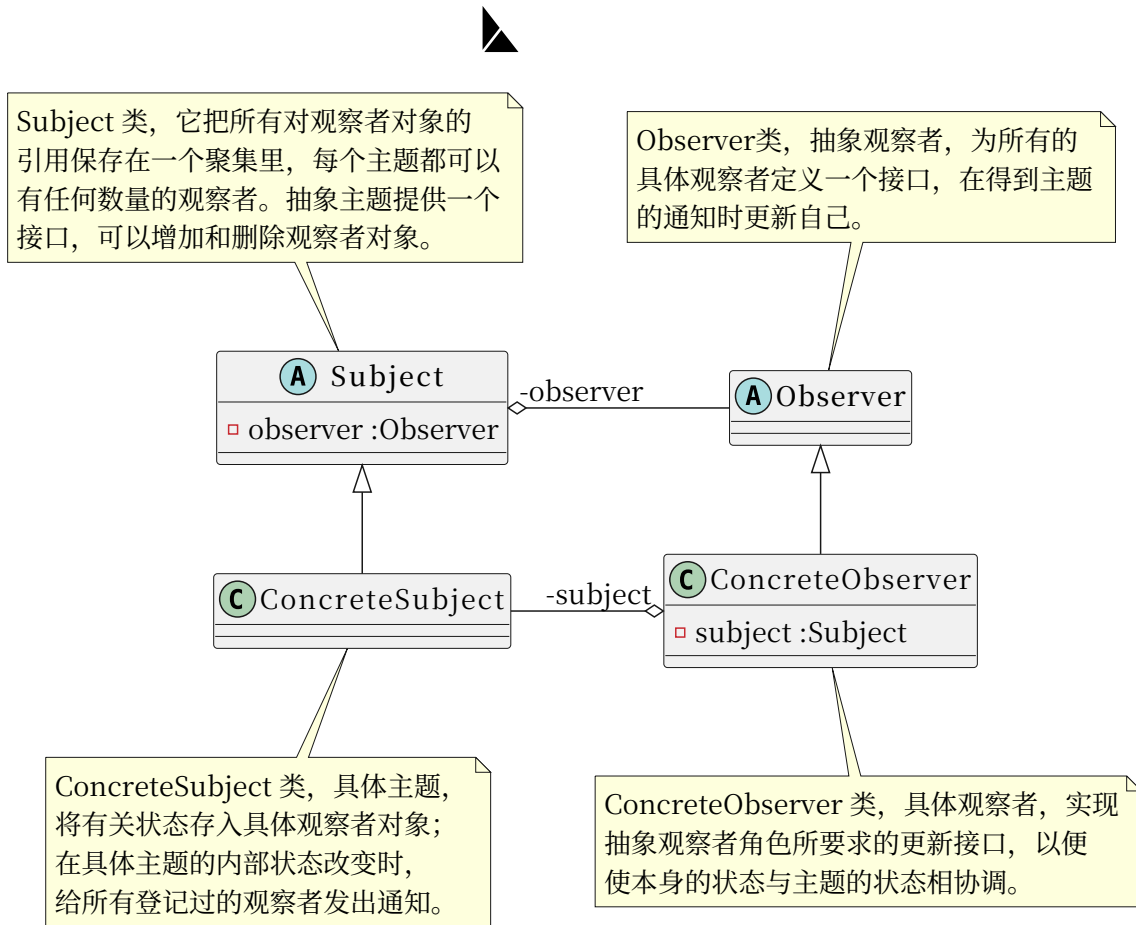 Subject 类，它把所有对观察者对象的
引用保存在一个聚集里，每个主题都可以
有任何数量的观察者。抽象主题提供一个
接口，可以增加和删除观察者对象。
Observer类，抽象观察者，为所有的
具体观察者定义一个接口，在得到主题
的通知时更新自己。
A Subject
observer :Observer
-observer
A Observer
C ConcreteSubject
-subject
C ConcreteObserver
subject :Subject
ConcreteSubject 类，具体主题，
将有关状态存入具体观察者对象；
在具体主题的内部状态改变时，
给所有登记过的观察者发出通知。
ConcreteObserver 类，具体观察者，实现
抽象观察者角色所要求的更新接口，以便
使本身的状态与主题的状态相协调。